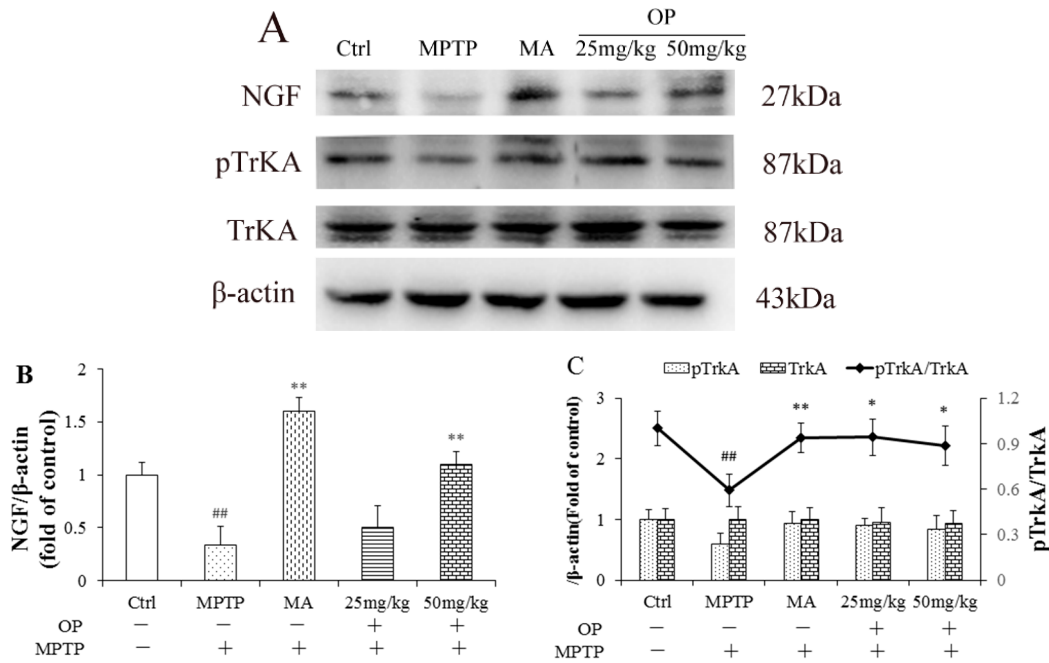 A
OP
Ctrl MPTP MA 25mg/kg 50mg/kg
NGF 27kDa
pTrKA 87kDa
TrKA 87kDa
β-actin 43kDa
B
NGF/β-actin
(fold of control)
2
1.5
1
0.5
0
##
**
**
Ctrl MPTP MA 25mg/kg 50mg/kg
OP − + +
MPTP − + + + +
C
pTrkA TrkA pTrkA/TrkA
/β-actin(Fold of control)
3
2
1
0
##
**
*
*
1.2
0.9
0.6
0.3
0
pTrkA/TrkA
Ctrl MPTP MA 25mg/kg 50mg/kg
OP − + +
MPTP − + + + +